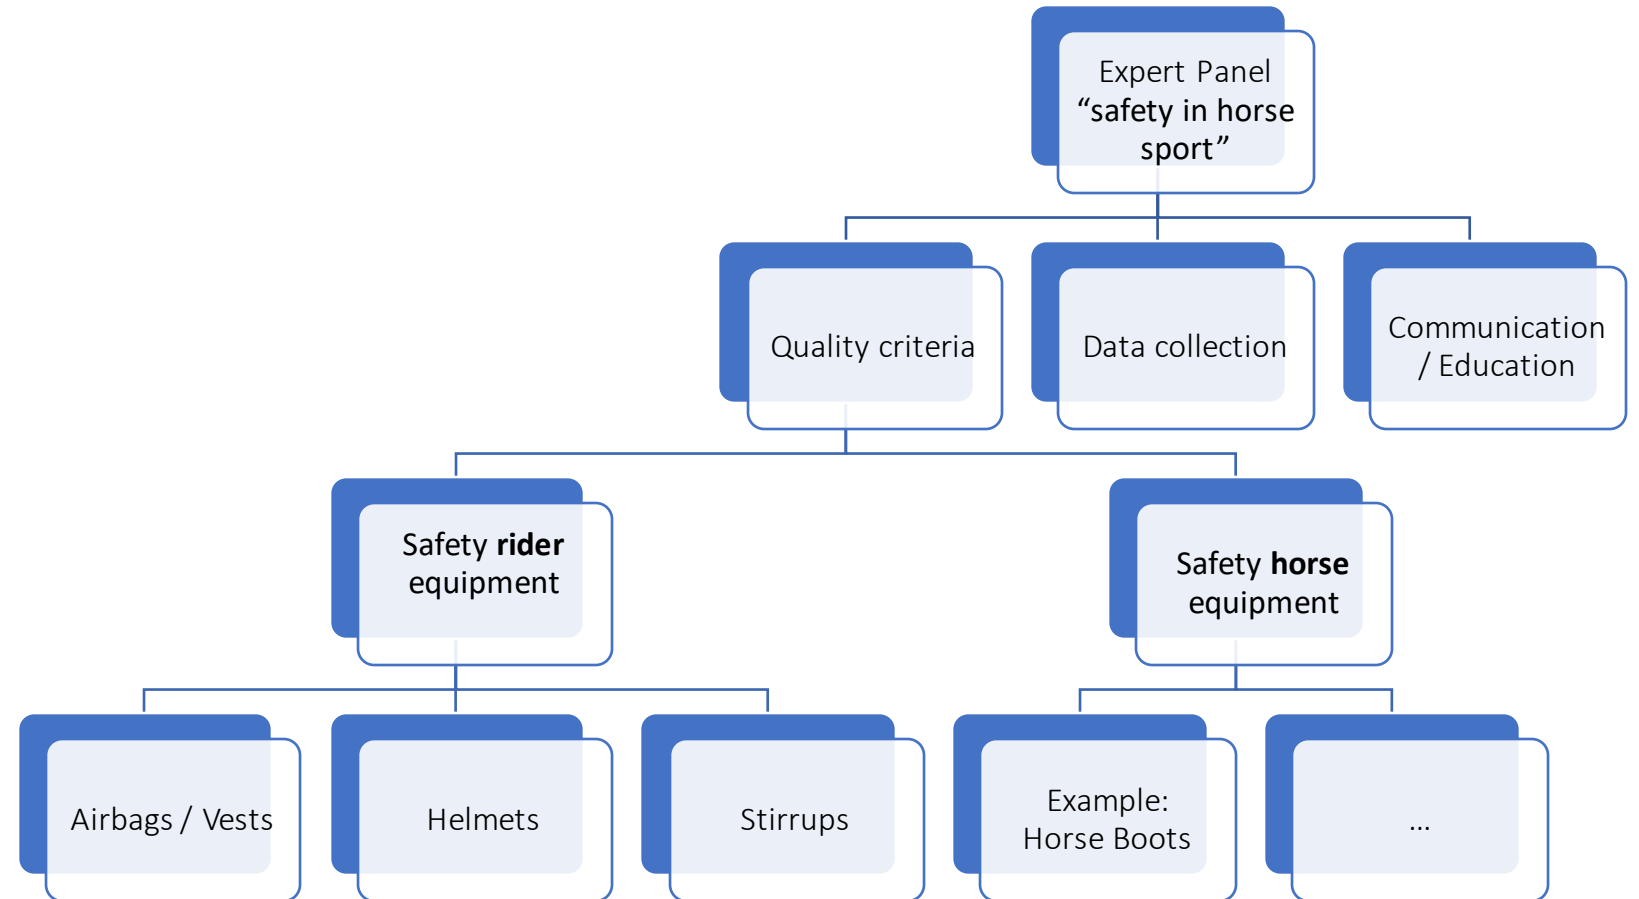 Expert Panel
“safety in horse
sport”
Quality criteria
Data collection
Communication
/ Education
Safety rider
equipment
Safety horse
equipment
Airbags / Vests
Helmets
Stirrups
Example:
Horse Boots
...